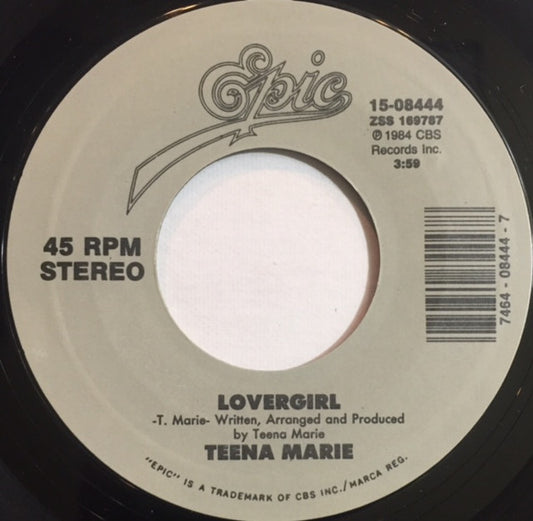 Epic
15-08444
ZSS 169787
℗ 1984 CBS
Records Inc.
3:59
45 RPM
STEREO
7464 - 08444 - 7
LOVERGIRL
-T. Marie- Written, Arranged and Produced
by Teena Marie
TEENA MARIE
"EPIC" IS A TRADEMARK OF CBS INC./MARCA REG.